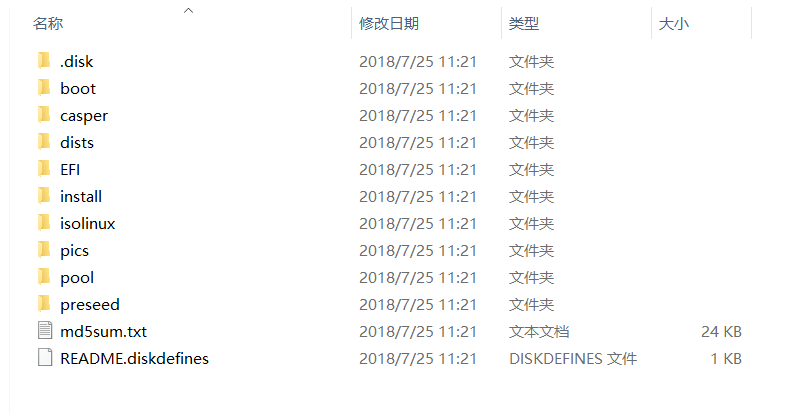 名称 修改日期 类型 大小
.disk 2018/7/25 11:21 文件夹
boot 2018/7/25 11:21 文件夹
casper 2018/7/25 11:21 文件夹
dists 2018/7/25 11:21 文件夹
EFI 2018/7/25 11:21 文件夹
install 2018/7/25 11:21 文件夹
isolinux 2018/7/25 11:21 文件夹
pics 2018/7/25 11:21 文件夹
pool 2018/7/25 11:21 文件夹
preseed 2018/7/25 11:21 文件夹
md5sum.txt 2018/7/25 11:21 文本文档 24 KB
README.diskdefines 2018/7/25 11:21 DISKDEFINES 文件 1 KB